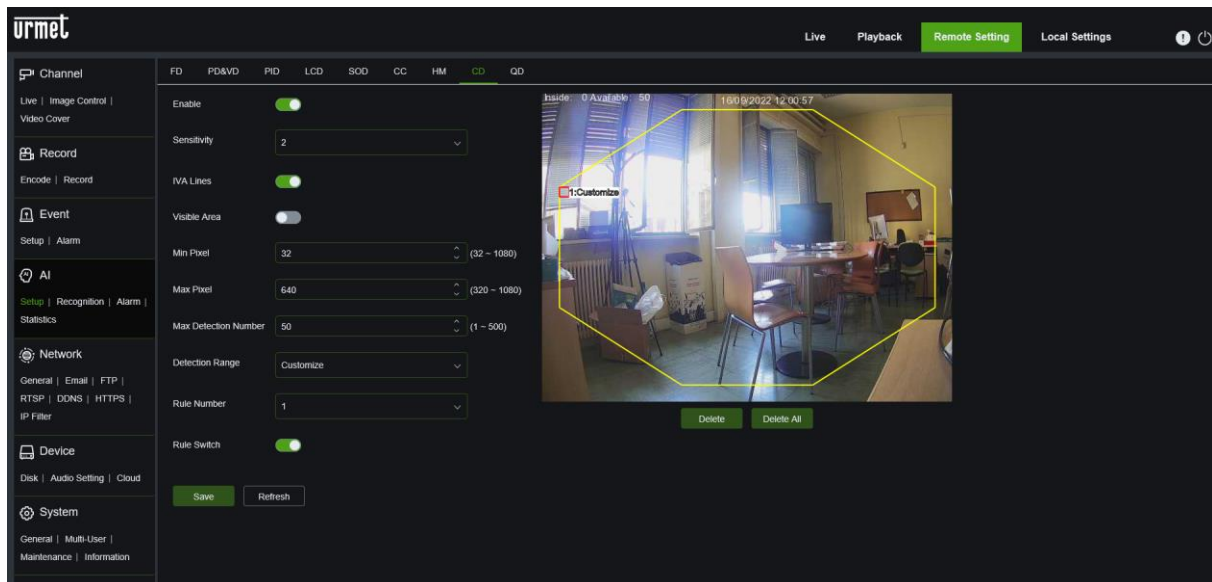 urmet
Live Playback Remote Setting Local Settings
Channel
Live | Image Control |
Video Cover
Record
Encode | Record
Event
Setup | Alarm
AI
Setup | Recognition | Alarm |
Statistics
Network
General | Email | FTP |
RTSP | DDNS | HTTPS |
IP Filter
Device
Disk | Audio Setting | Cloud
System
General | Multi-User |
Maintenance | Information
FD PD&VD PID LCD SOD CC HM CD QD
Enable
Sensitivity 2
IVA Lines
Visible Area
Min Pixel 32 (32 ~ 1080)
Max Pixel 640 (320 ~ 1080)
Max Detection Number 50 (1 ~ 500)
Detection Range Customize
Rule Number 1
Rule Switch
Save Refresh
Inside: 0 Available: 50 16/09/2022 12:00:57
1:Customize
Delete Delete All